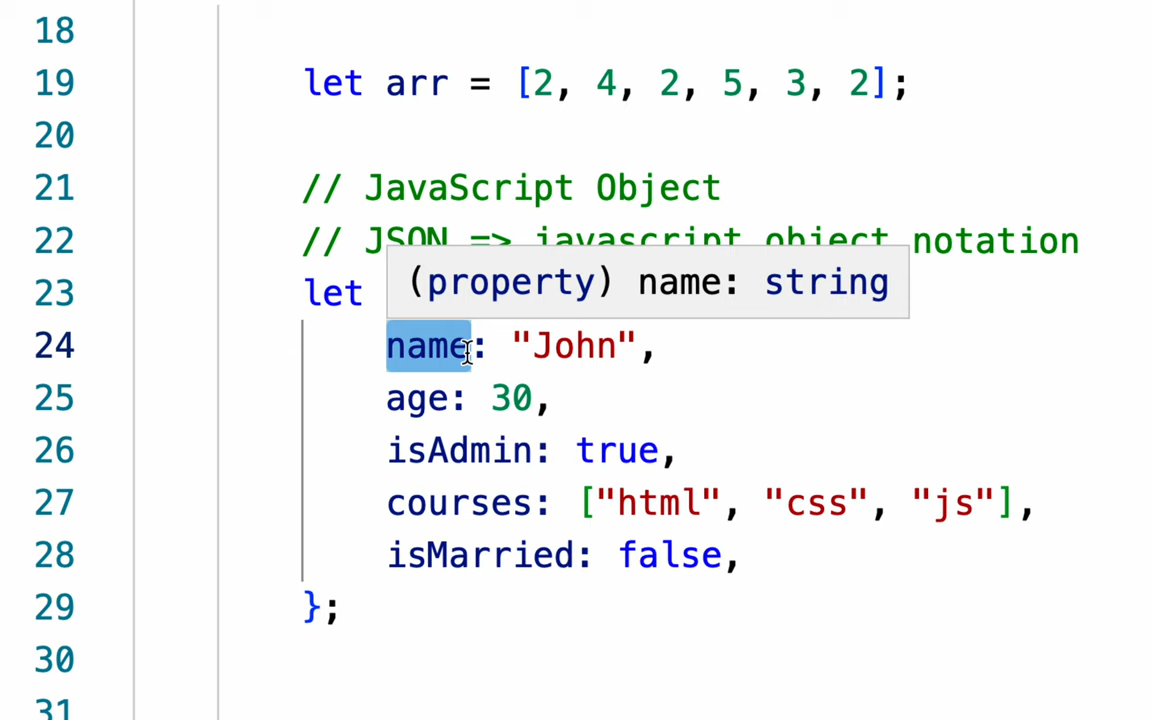 18
19 let arr = [2, 4, 2, 5, 3, 2];
20
21 // JavaScript Object
22 // JSON => javascript object notation
(property) name: string
23 let
24 name: "John",
25 age: 30,
26 isAdmin: true,
27 courses: ["html", "css", "js"],
28 isMarried: false,
29 };
30
31